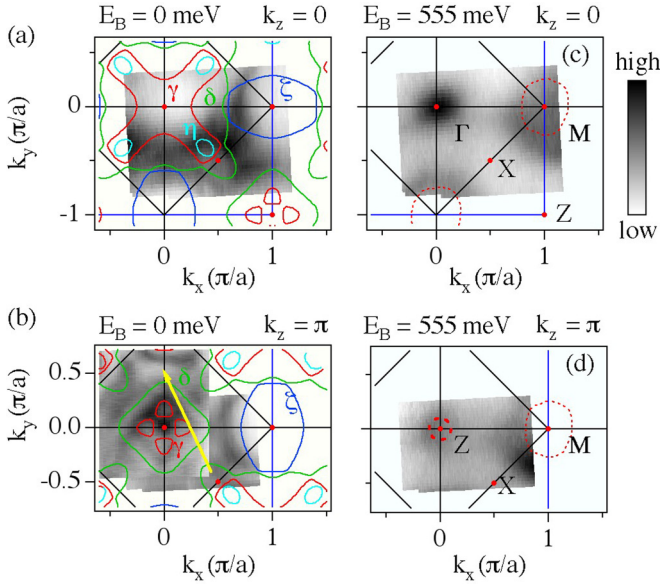 (a) E_B = 0 meV k_z = 0
E_B = 555 meV k_z = 0
γ δ ζ η
(c)
Γ M X Z
high
low
k_y (π/a)
0
-1
0 1
k_x (π/a)
0 1
k_x (π/a)
(b) E_B = 0 meV k_z = π
E_B = 555 meV k_z = π
δ ζ γ
(d)
Z M X
k_y (π/a)
0.5
0.0
-0.5
0 1
k_x (π/a)
0 1
k_x (π/a)